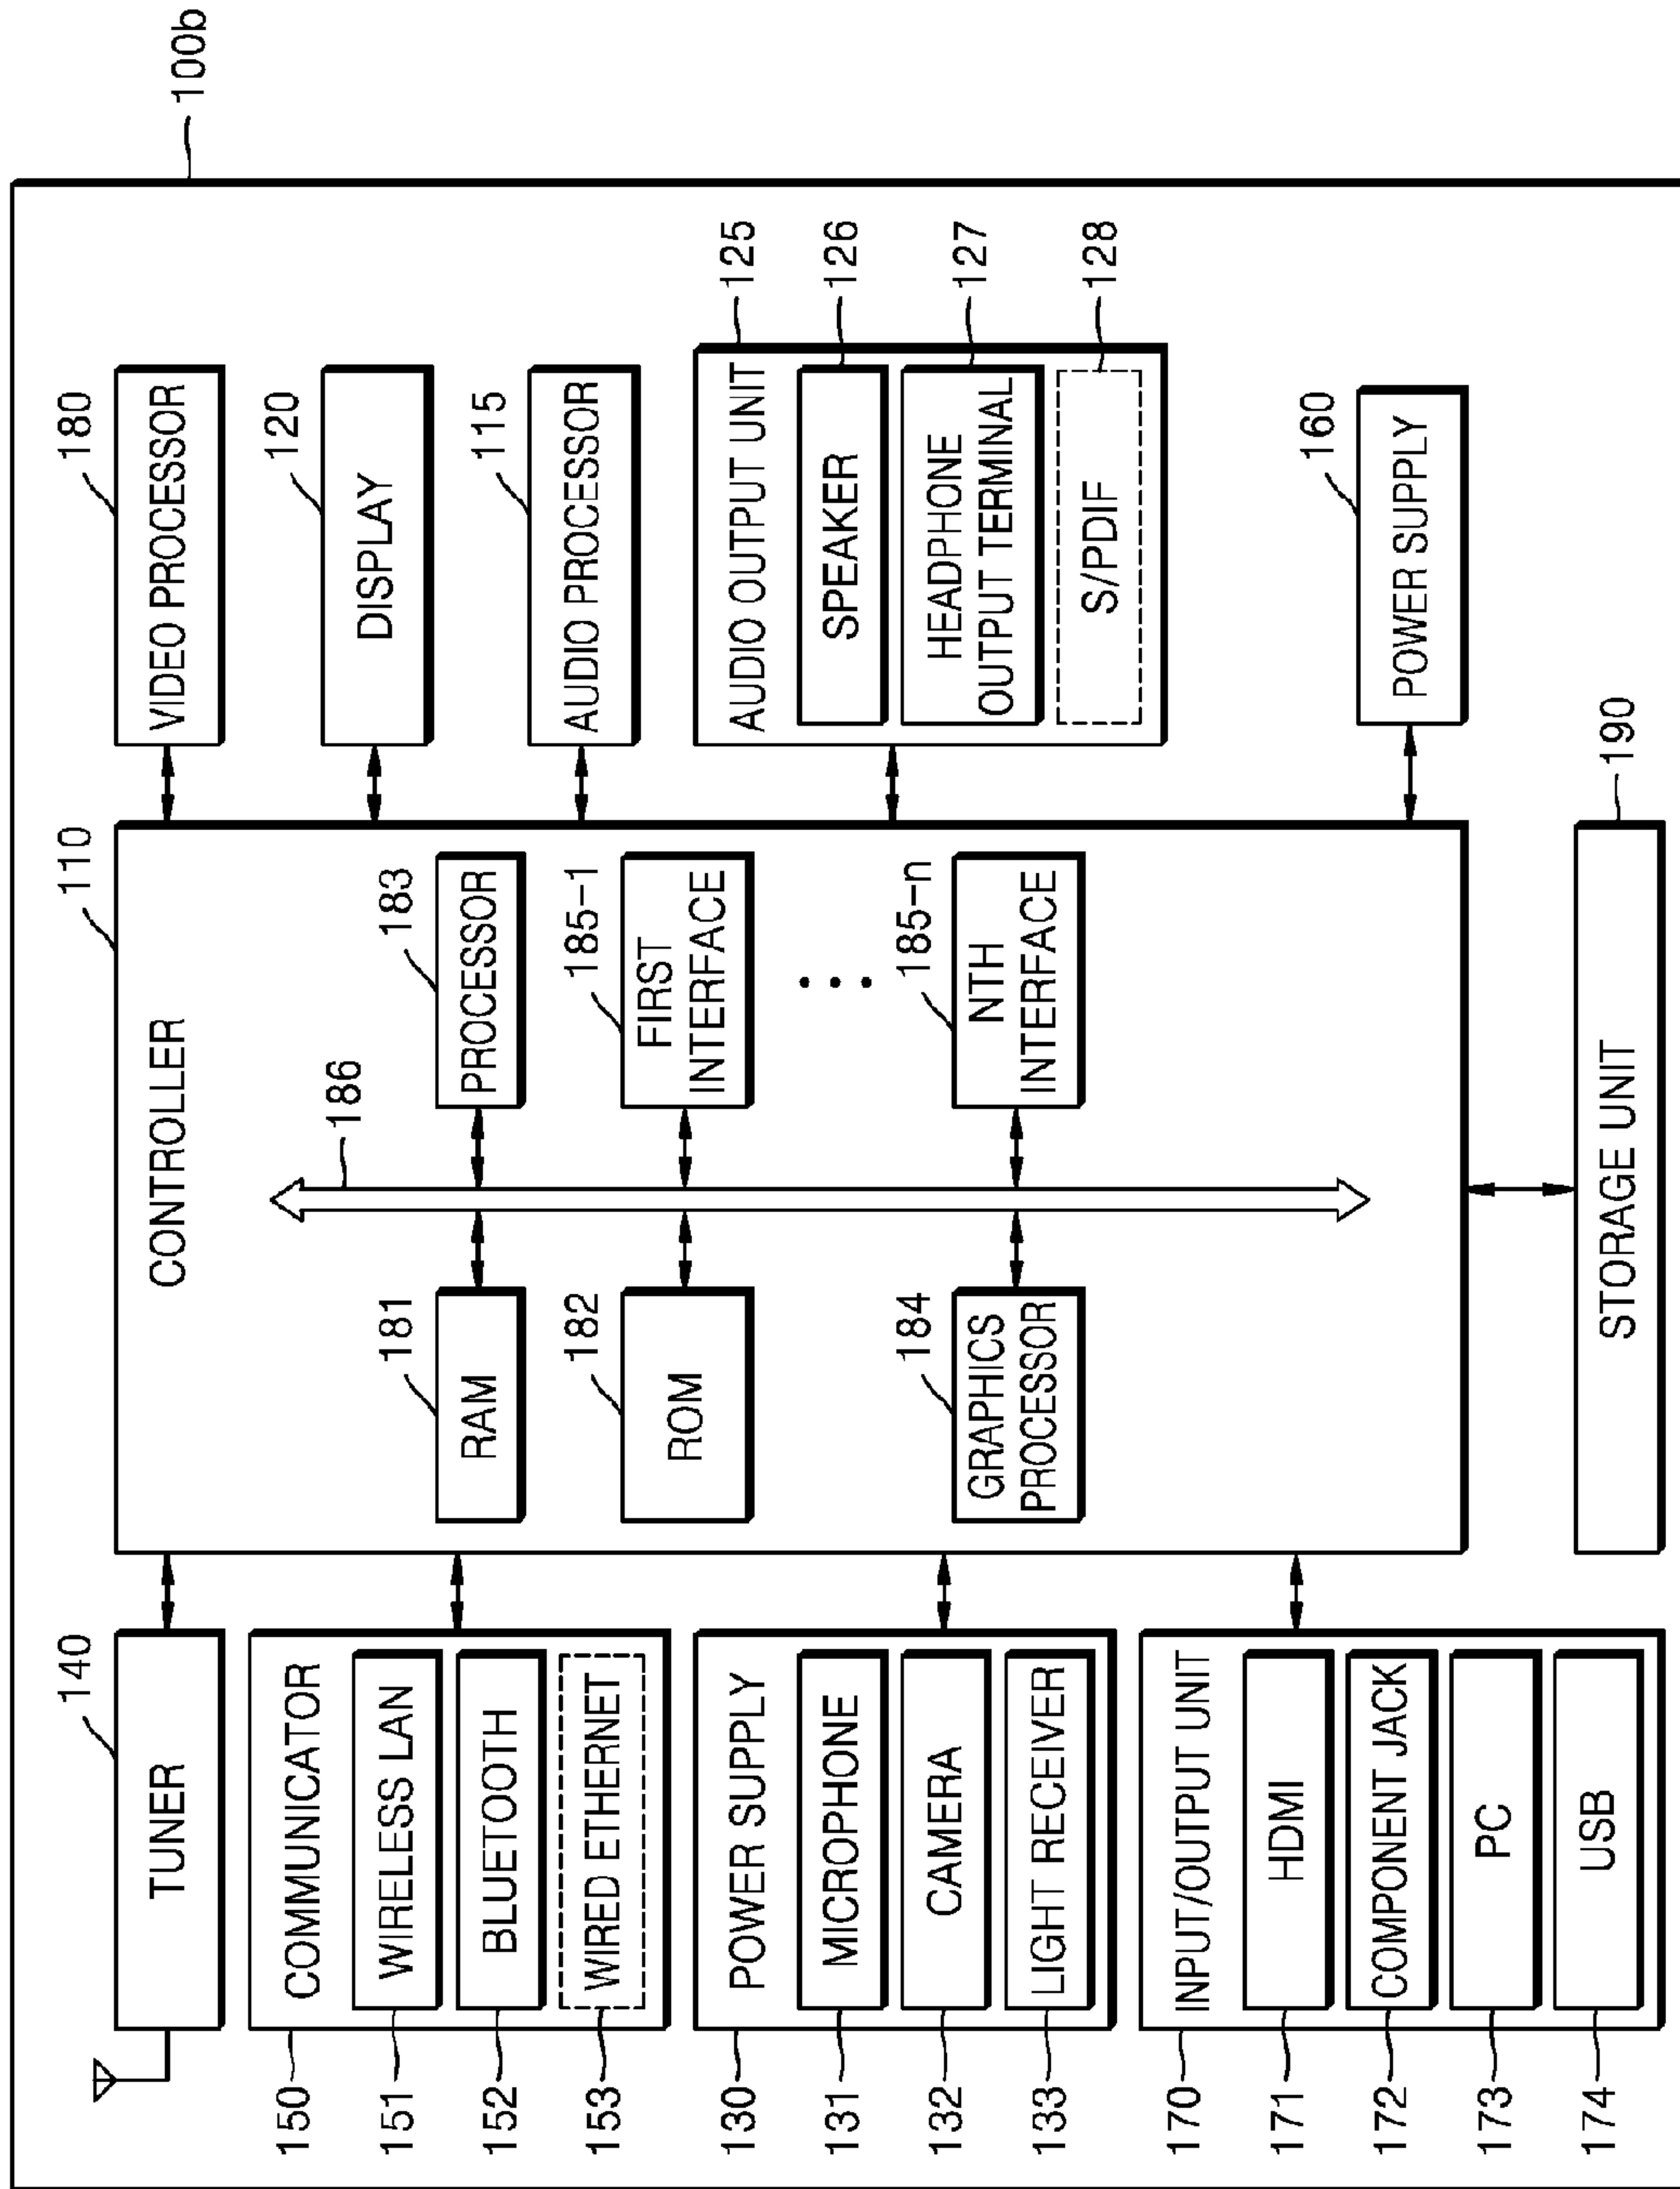 100b
140
TUNER
150
COMMUNICATOR
151
WIRELESS LAN
152
BLUETOOTH
153
WIRED ETHERNET
130
POWER SUPPLY
131
MICROPHONE
132
CAMERA
133
LIGHT RECEIVER
170
INPUT/OUTPUT UNIT
171
HDMI
172
COMPONENT JACK
173
PC
174
USB
110
CONTROLLER
186
181
RAM
182
ROM
184
GRAPHICS
PROCESSOR
183
PROCESSOR
185-1
FIRST
INTERFACE
185-n
NTH
INTERFACE
190
STORAGE UNIT
180
VIDEO PROCESSOR
120
DISPLAY
115
AUDIO PROCESSOR
AUDIO OUTPUT UNIT
125
SPEAKER
126
HEADPHONE
OUTPUT TERMINAL
127
S/PDIF
128
160
POWER SUPPLY